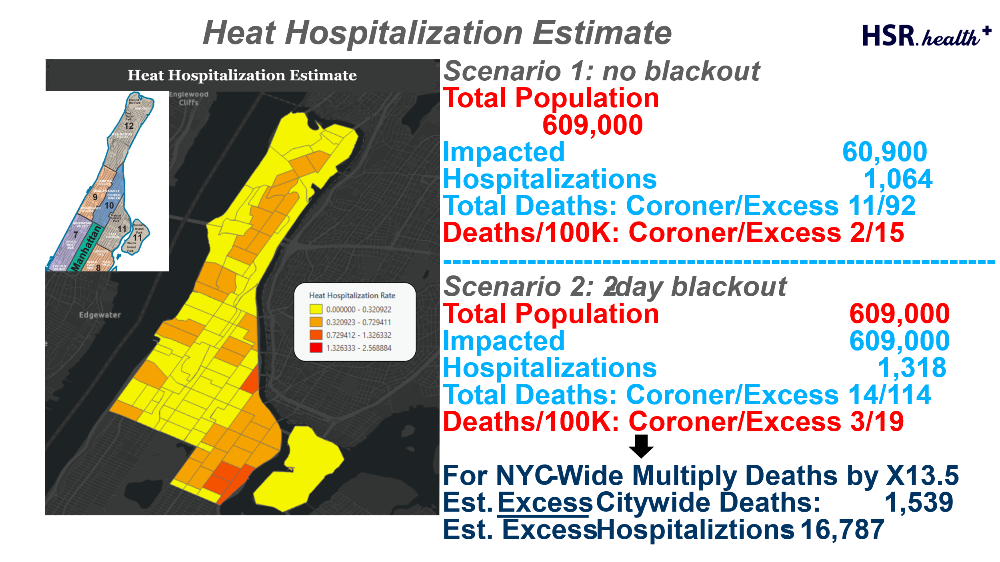 Heat Hospitalization Estimate
HSR.health+
Heat Hospitalization Estimate
Englewood
Cliffs
Inwood
Hill Park
INWOOD
Fort
Tryon
Park
12
WASHINGTON
HEIGHTS
HAMILTON
HEIGHTS
MANHATTANVILLE
CENTRAL
HARLEM
9
10
MORNINGSIDE
HEIGHTS
Marcus
Garvey
Park
MANHATTAN
VALLEY
11
Randall
Island
Park
7
EAST
HARLEM
11
UPPER
WEST
SIDE
Wards
Island
Park
Manhattan
CARNEGIE
HILL
UPPER
EAST
SIDE
YORK
VILLE
LINCOLN
SQUARE
8
Edgewater
Heat Hospitalization Rate
0.000000 - 0.320922
0.320923 - 0.729411
0.729412 - 1.326332
1.326333 - 2.568884
Scenario 1: no blackout
Total Population
609,000
Impacted 60,900
Hospitalizations 1,064
Total Deaths: Coroner/Excess 11/92
Deaths/100K: Coroner/Excess 2/15
Scenario 2: 2-day blackout
Total Population 609,000
Impacted 609,000
Hospitalizations 1,318
Total Deaths: Coroner/Excess 14/114
Deaths/100K: Coroner/Excess 3/19
For NYC-Wide Multiply Deaths by X13.5
Est. Excess Citywide Deaths: 1,539
Est. Excess Hospitaliztions: 16,787